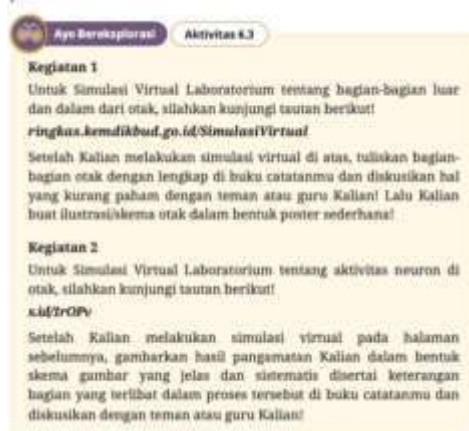 Ayo Bereksplorasi
Aktivitas 6.3
Kegiatan 1
Untuk Simulasi Virtual Laboratorium tentang bagian-bagian luar
dan dalam dari otak, silahkan kunjungi tautan berikut!
ringkas.kemdikbud.go.id/SimulasiVirtual
Setelah Kalian melakukan simulasi virtual di atas, tuliskan bagian-
bagian otak dengan lengkap di buku catatanmu dan diskusikan hal
yang kurang paham dengan teman atau guru Kalian! Lalu Kalian
buat ilustrasi/skema otak dalam bentuk poster sederhana!
Kegiatan 2
Untuk Simulasi Virtual Laboratorium tentang aktivitas neuron di
otak, silahkan kunjungi tautan berikut!
s.id/1rOPv
Setelah Kalian melakukan simulasi virtual pada halaman
sebelumnya, gambarkan hasil pangamatan Kalian dalam bentuk
skema gambar yang jelas dan sistematis disertai keterangan
bagian yang terlibat dalam proses tersebut di buku catatanmu dan
diskusikan dengan teman atau guru Kalian!